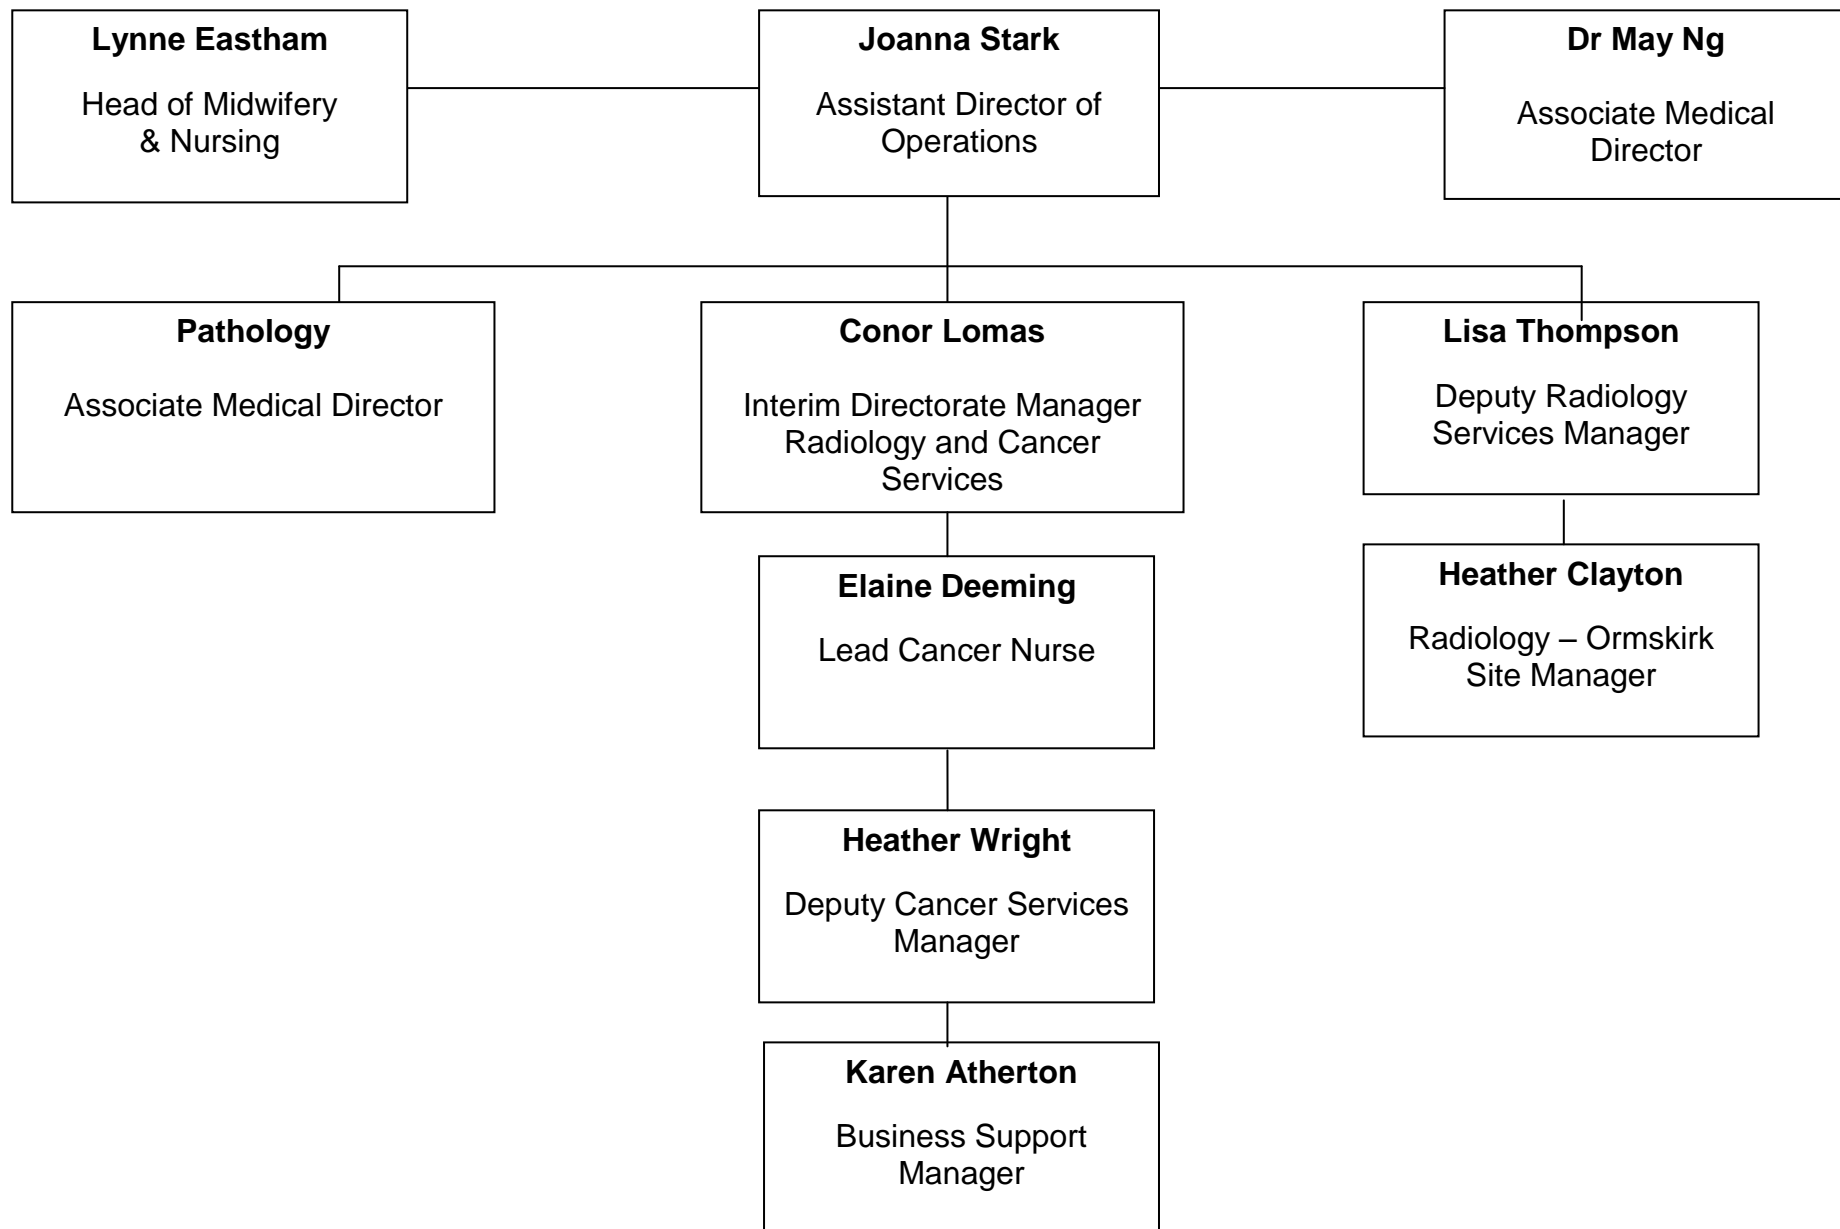 Lynne Eastham
Head of Midwifery
& Nursing
Joanna Stark
Assistant Director of
Operations
Dr May Ng
Associate Medical
Director
Pathology
Associate Medical Director
Conor Lomas
Interim Directorate Manager
Radiology and Cancer
Services
Lisa Thompson
Deputy Radiology
Services Manager
Elaine Deeming
Lead Cancer Nurse
Heather Clayton
Radiology – Ormskirk
Site Manager
Heather Wright
Deputy Cancer Services
Manager
Karen Atherton
Business Support
Manager